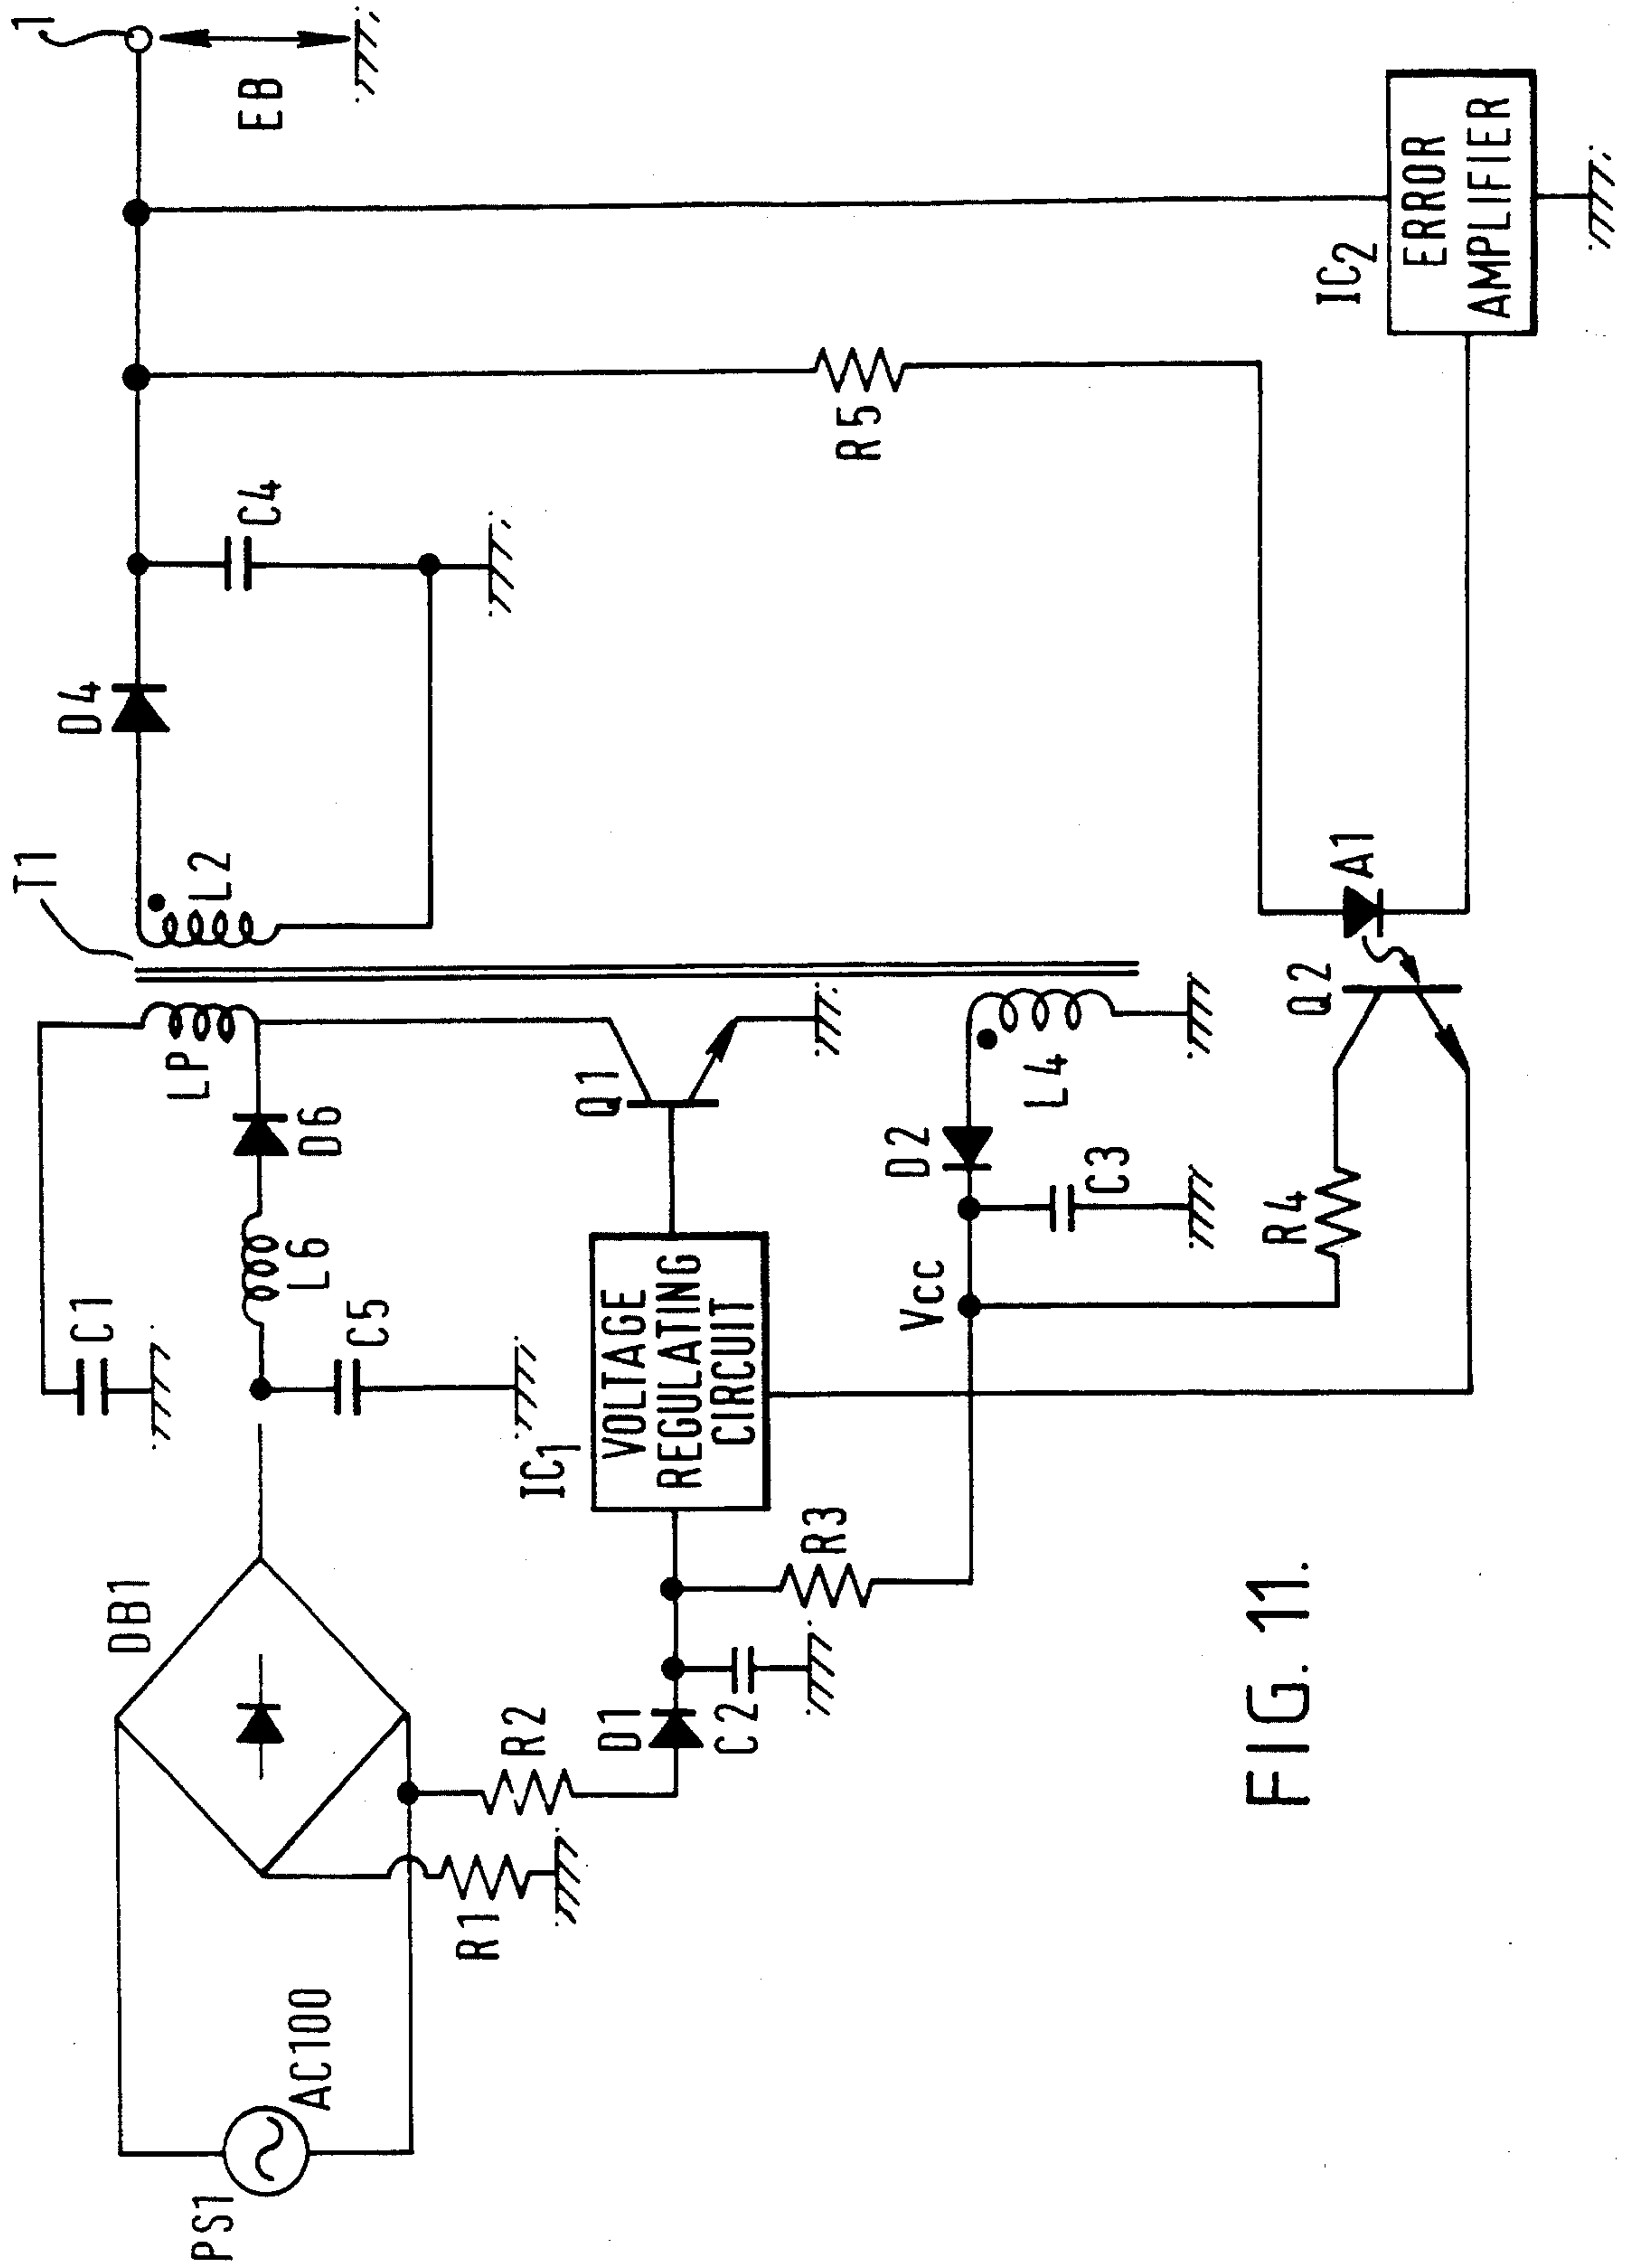 PS1
AC100
DB1
R1
R2
D1
C2
R3
IC1
VOLTAGE
REGULATING
CIRCUIT
C1
C5
L6
D6
LP
Q1
Vcc
D2
C3
L4
R4
Q2
A1
T1
L2
D4
C4
R5
IC2
ERROR
AMPLIFIER
EB
1
FIG. 11.